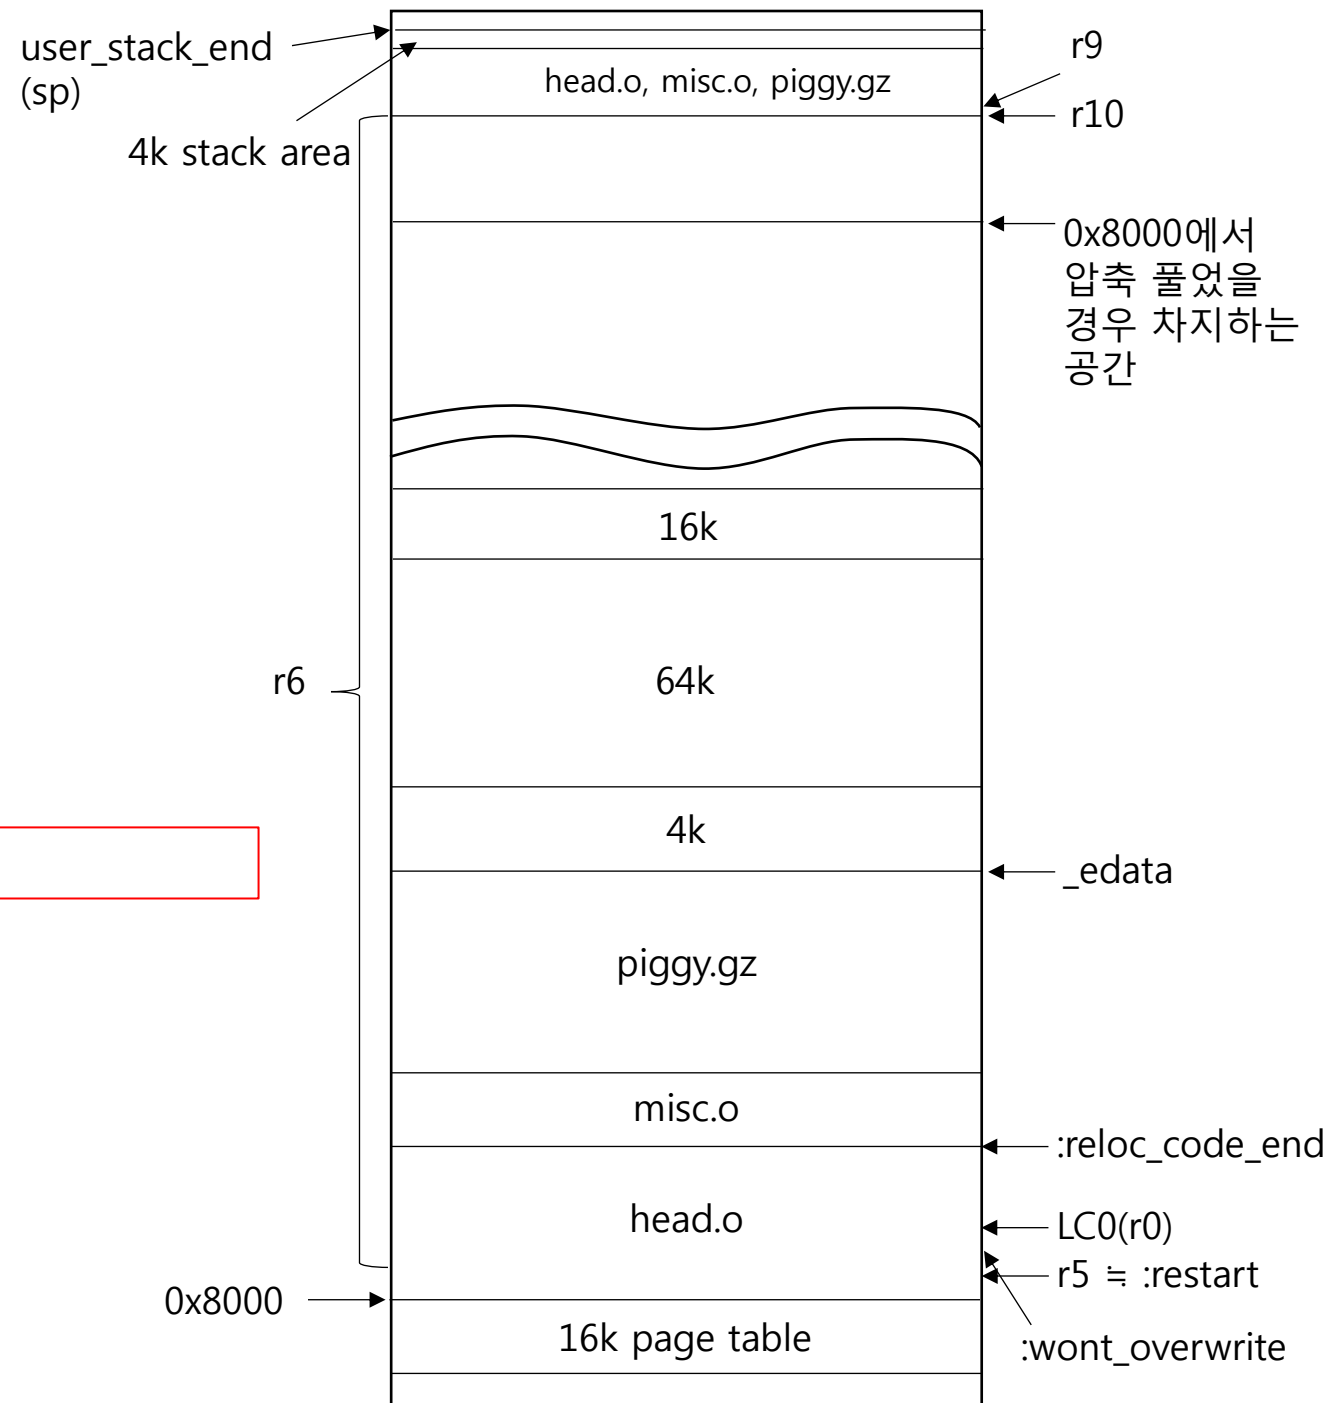 user_stack_end
(sp)
r9
head.o, misc.o, piggy.gz
r10
4k stack area
0x8000에서
압축 풀었을
경우 차지하는
공간
16k
r6
64k
4k
_edata
piggy.gz
misc.o
:reloc_code_end
head.o
LC0(r0)
r5 ≒ :restart
0x8000
16k page table
:wont_overwrite